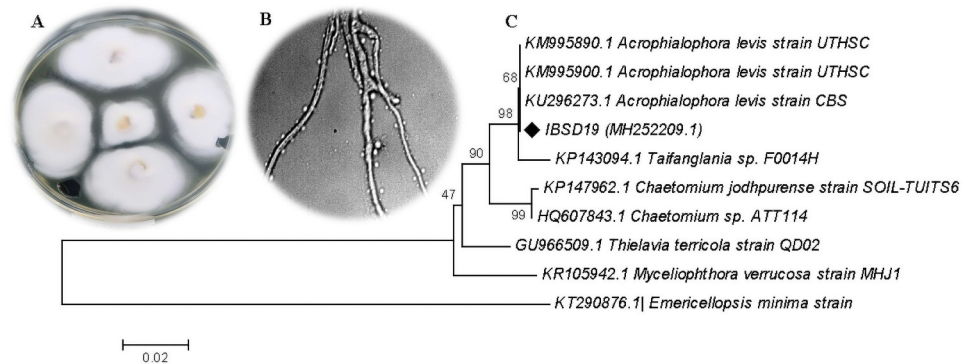 A
B
C
KM995890.1 Acrophialophora levis strain UTHSC
KM995900.1 Acrophialophora levis strain UTHSC
68
KU296273.1 Acrophialophora levis strain CBS
98
IBSD19 (MH252209.1)
90
KP143094.1 Taifanglania sp. F0014H
KP147962.1 Chaetomium jodhpurense strain SOIL-TUITS6
47
99
HQ607843.1 Chaetomium sp. ATT114
GU966509.1 Thielavia terricola strain QD02
KR105942.1 Myceliophthora verrucosa strain MHJ1
KT290876.1| Emericellopsis minima strain
0.02